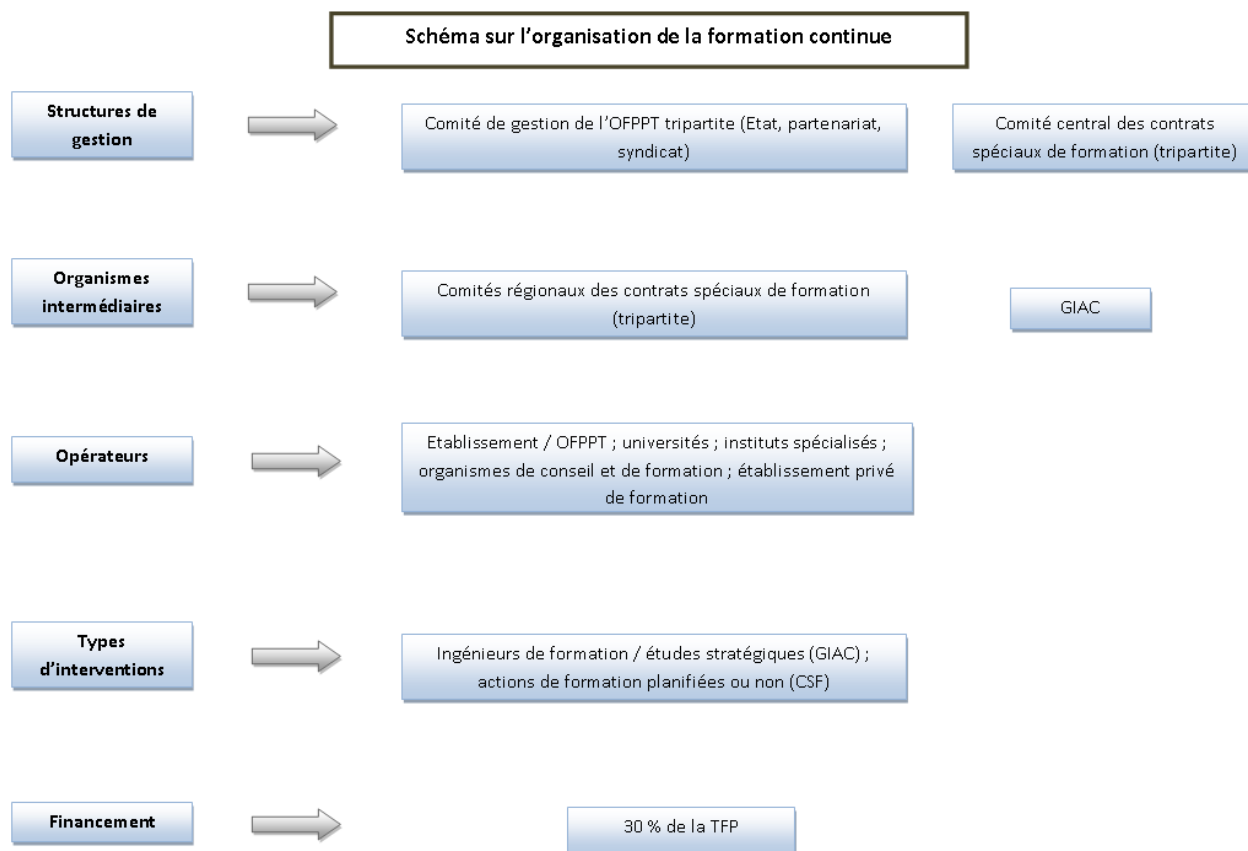 Schéma sur l'organisation de la formation continue
Structures de
gestion
Comité de gestion de l'OFPPT tripartite (Etat, partenariat,
syndicat)
Comité central des contrats
spéciaux de formation (tripartite)
Organismes
intermédiaires
Comités régionaux des contrats spéciaux de formation
(tripartite)
GIAC
Opérateurs
Etablissement / OFPPT ; universités ; instituts spécialisés ;
organismes de conseil et de formation ; établissement privé
de formation
Types
d'interventions
Ingénieurs de formation / études stratégiques (GIAC) ;
actions de formation planifiées ou non (CSF)
Financement
30 % de la TFP